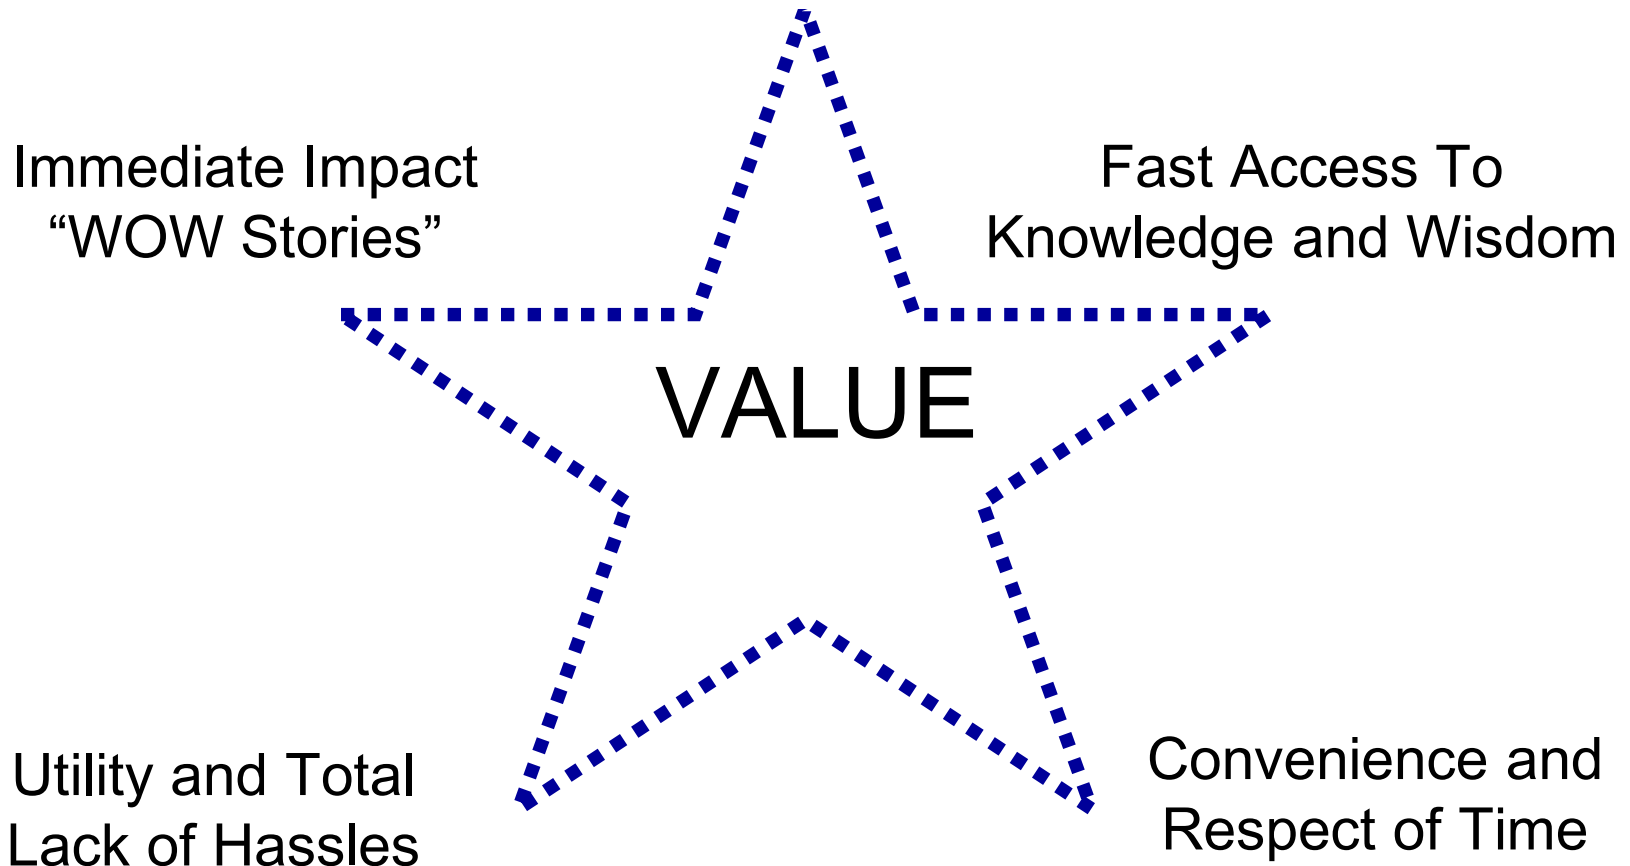 Immediate Impact
“WOW Stories”
Fast Access To
Knowledge and Wisdom
VALUE
Utility and Total
Lack of Hassles
Convenience and
Respect of Time